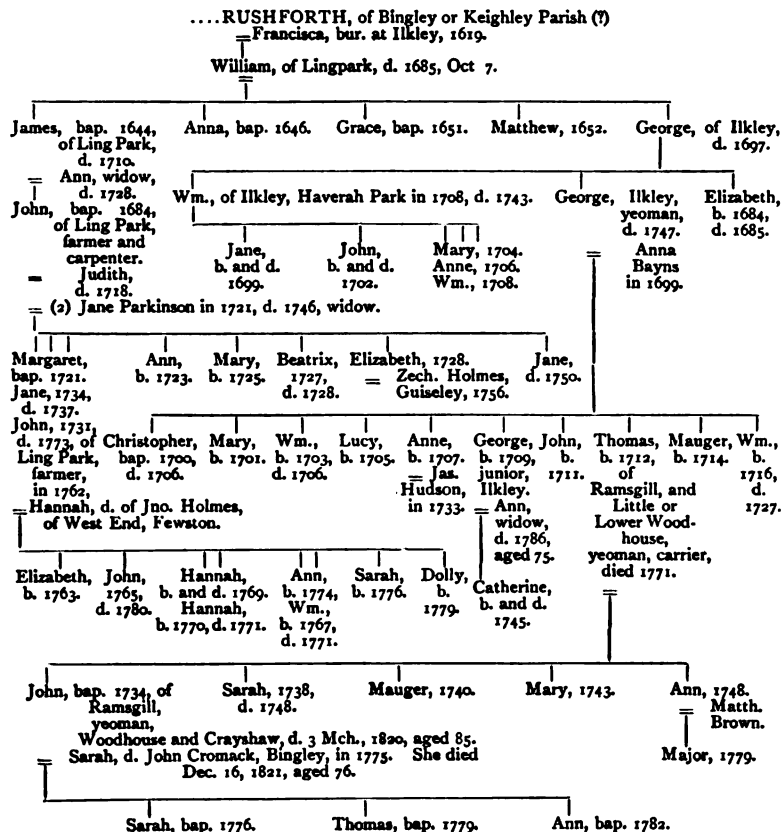 ....RUSHFORTH, of Bingley or Keighley Parish (?)
= Francisca, bur. at Ilkley, 1619.
William, of Lingpark, d. 1685, Oct 7.
=
James, bap. 1644, of Ling Park, d. 1710.
= Ann, widow, d. 1728.
Anna, bap. 1646.
Grace, bap. 1651.
Matthew, 1652.
George, of Ilkley, d. 1697.
John, bap. 1684, of Ling Park, farmer and carpenter.
= Judith, d. 1718.
= (2) Jane Parkinson in 1721, d. 1746, widow.
Wm., of Ilkley, Haverah Park in 1708, d. 1743.
George, Ilkley, yeoman, d. 1747.
= Anna Bayns in 1699.
Elizabeth, b. 1684, d. 1685.
Jane, b. and d. 1699.
John, b. and d. 1702.
Mary, 1704.
Anne, 1706.
Wm., 1708.
Margaret, bap. 1721.
Jane, 1734, d. 1737.
John, 1731, d. 1773, of Ling Park, farmer, in 1762,
= Hannah, d. of Jno. Holmes, of West End, Fewston.
Ann, b. 1723.
Mary, b. 1725.
Beatrix, 1727, d. 1728.
Elizabeth, 1728.
= Zech. Holmes, Guiseley, 1756.
Jane, d. 1750.
Christopher, bap. 1700, d. 1706.
Mary, b. 1701.
Wm., b. 1703, d. 1706.
Lucy, b. 1705.
Anne, b. 1707.
= Jas. Hudson, in 1733.
George, b. 1709, junior, Ilkley.
= Ann, widow, d. 1786, aged 75.
John, b. 1711.
Thomas, b. 1712, of Ramsgill, and Little or Lower Wood-house, yeoman, carrier, died 1771.
=
Mauger, b. 1714.
Wm., b. 1716, d. 1727.
Elizabeth, b. 1763.
John, 1765, d. 1780.
Hannah, b. and d. 1769.
Hannah, b. 1770, d. 1771.
Ann, b. 1774,
Wm., b. 1767, d. 1771.
Sarah, b. 1776.
Dolly, b. 1779.
Catherine, b. and d. 1745.
John, bap. 1734, of Ramsgill, yeoman, Woodhouse and Crayshaw, d. 3 Mch., 1820, aged 85.
= Sarah, d. John Cromack, Bingley, in 1775. She died Dec. 16, 1821, aged 76.
Sarah, 1738, d. 1748.
Mauger, 1740.
Mary, 1743.
Ann, 1748.
= Matth. Brown.
Major, 1779.
Sarah, bap. 1776.
Thomas, bap. 1779.
Ann, bap. 1782.